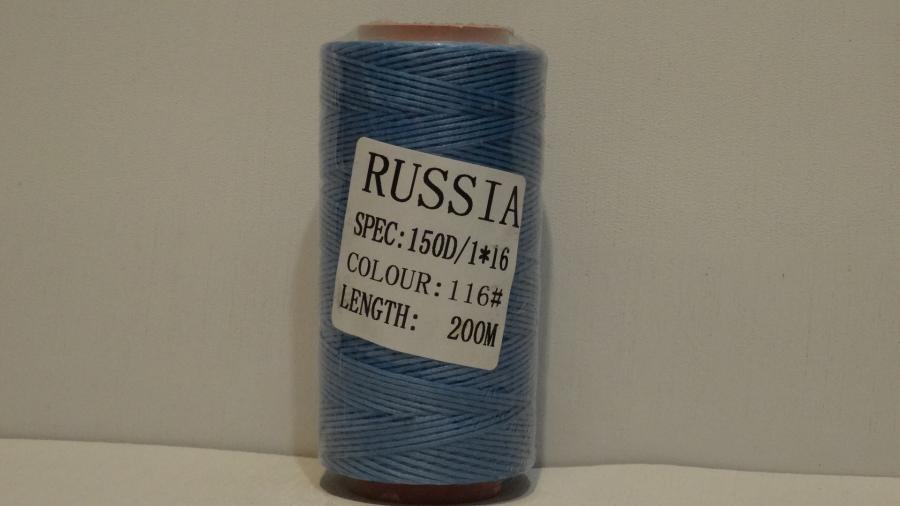 RUSSIA
SPEC:150D/1*16
COLOUR:116#
LENGTH: 200M